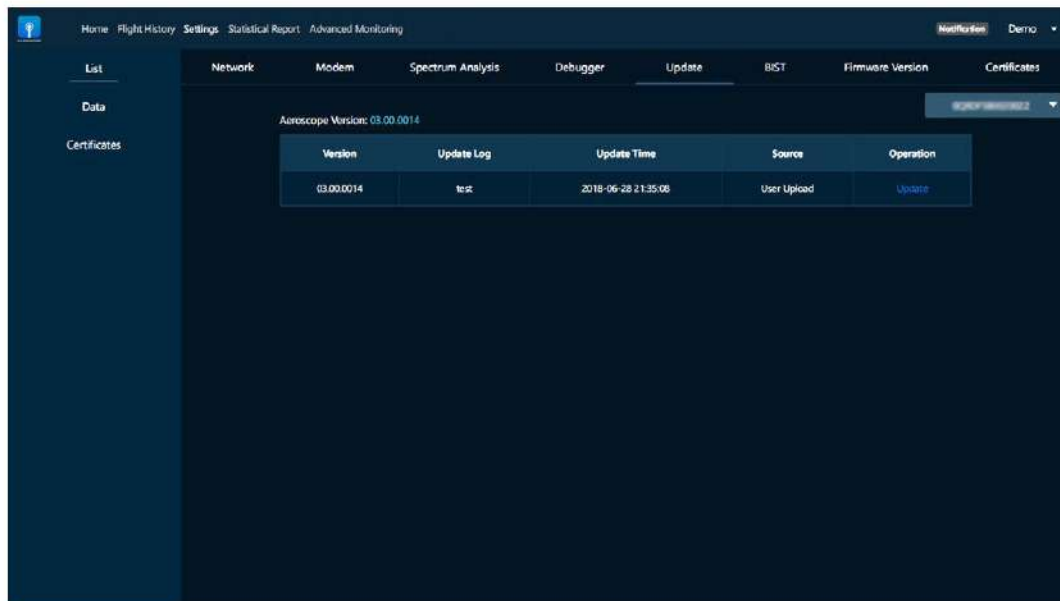 Home Flight History Settings Statistical Report Advanced Monitoring Notification Demo
List Network Modem Spectrum Analysis Debugger Update BIST Firmware Version Certificates
Data
Certificates
Aeroscope Version: 03.00.0014
Version Update Log Update Time Source Operation
03.00.0014 test 2018-06-28 21:35:08 User Upload Update